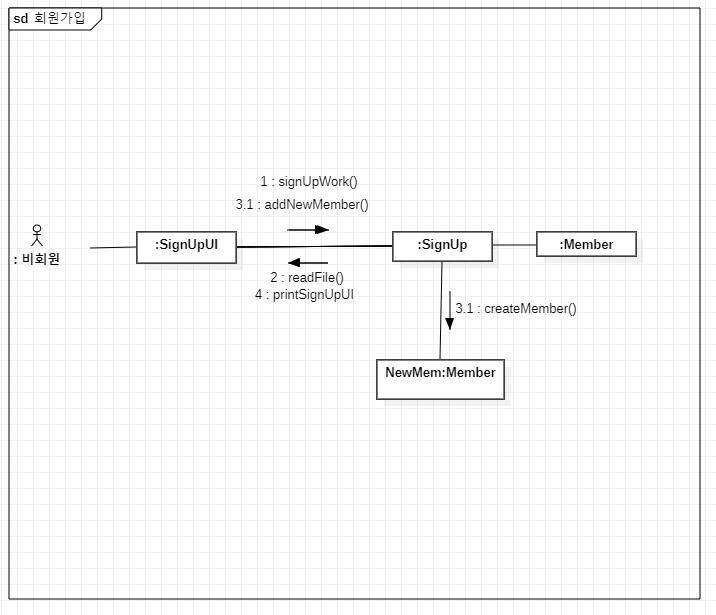 sd 회원가입
1 : signUpWork()
3.1 : addNewMember()
: 비회원
:SignUpUI
:SignUp
:Member
2 : readFile()
4 : printSignUpUI
3.1 : createMember()
NewMem:Member